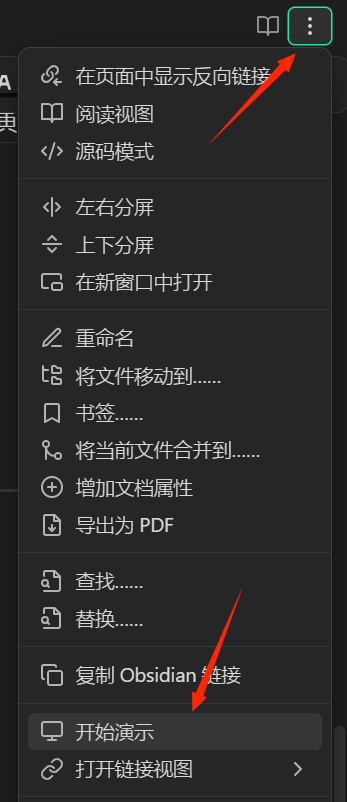 A
在页面中显示反向链接
阅读视图
源码模式
左右分屏
上下分屏
在新窗口中打开
重命名
将文件移动到......
书签......
将当前文件合并到......
增加文档属性
导出为 PDF
查找......
替换......
复制 Obsidian 链接
开始演示
打开链接视图